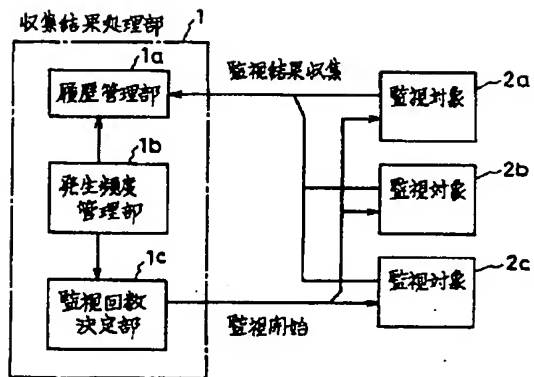 収集結果処理部
1
1a
履歴管理部
監視結果収集
2a
監視対象
1b
発生頻度
管理部
2b
監視対象
1c
監視回数
決定部
2c
監視対象
監視開始